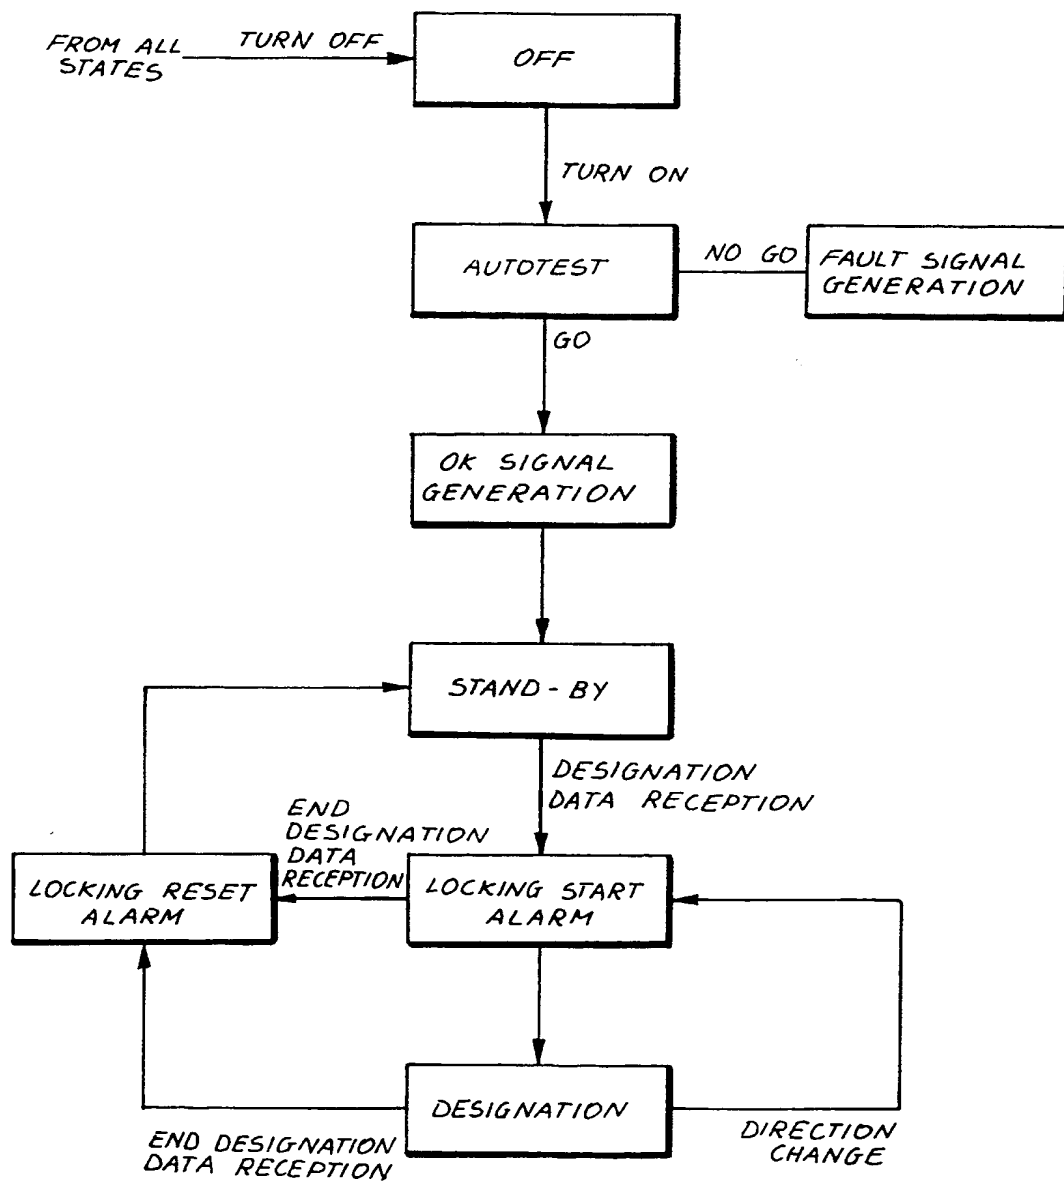 FROM ALL
STATES
TURN OFF
OFF
TURN ON
AUTOTEST
NO GO
FAULT SIGNAL
GENERATION
GO
OK SIGNAL
GENERATION
STAND-BY
DESIGNATION
DATA RECEPTION
END
DESIGNATION
DATA
RECEPTION
LOCKING RESET
ALARM
LOCKING START
ALARM
DESIGNATION
END DESIGNATION
DATA RECEPTION
DIRECTION
CHANGE